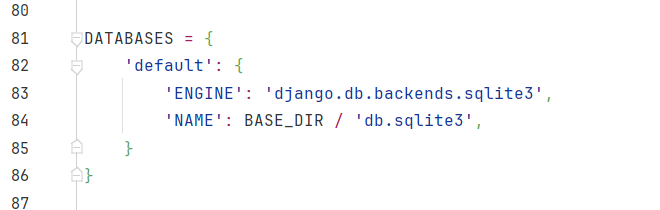 80
81 DATABASES = {
82     'default': {
83         'ENGINE': 'django.db.backends.sqlite3',
84         'NAME': BASE_DIR / 'db.sqlite3',
85     }
86 }
87